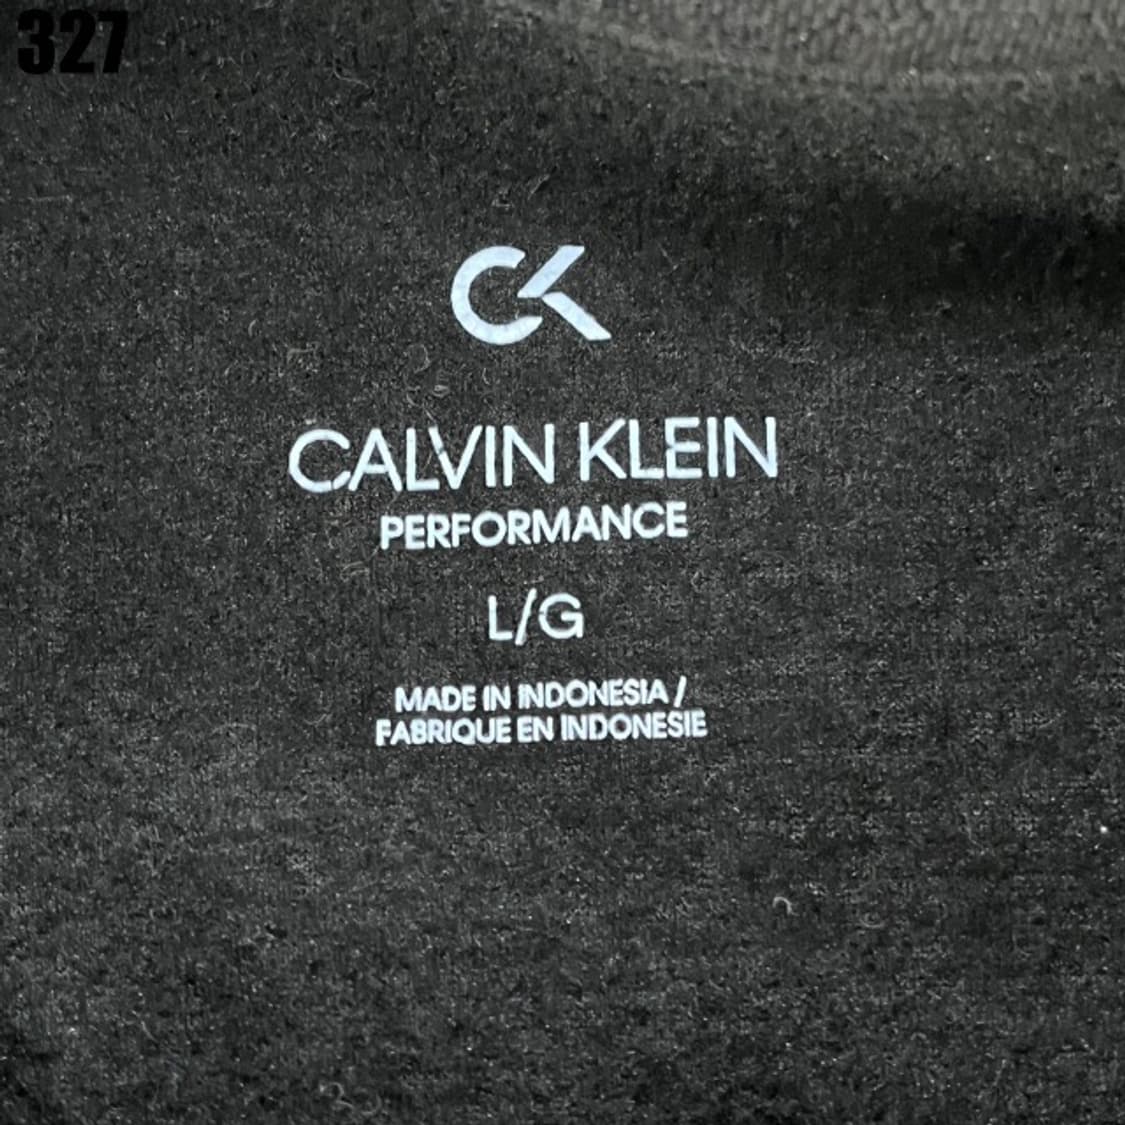 327
CK
CALVIN KLEIN
PERFORMANCE
L/G
MADE IN INDONESIA /
FABRIQUE EN INDONESIE